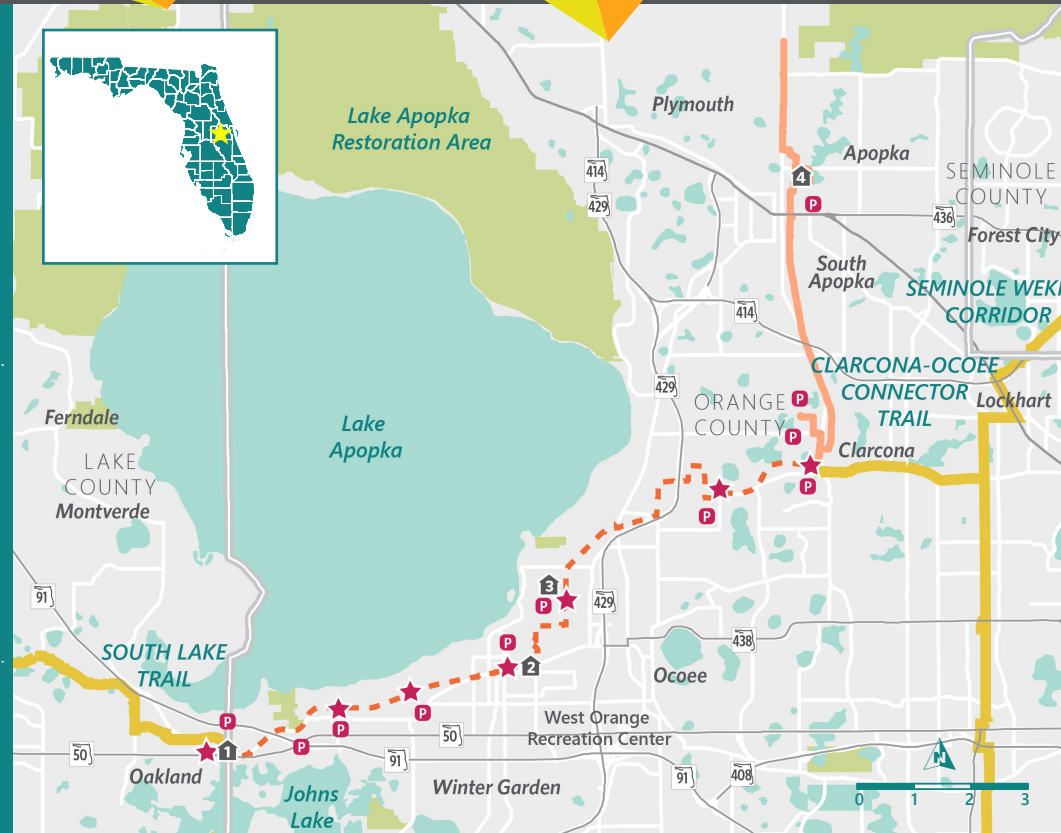 Plymouth
Lake Apopka
Restoration Area
Apopka
SEMINOLE
COUNTY
414
4
P
429
436
Forest City
South
Apopka
SEMINOLE WEKI
CORRIDOR
414
CLARCONA-OCOEE
CONNECTOR
TRAIL
429
P
ORANGE
COUNTY
Lockhart
Ferndale
Lake
Apopka
P
Clarcona
LAKE
COUNTY
Montverde
P
P
91
3
P
429
438
P
SOUTH LAKE
TRAIL
2
Ocoee
P
P
P
West Orange
Recreation Center
50
P
50
1
91
N
Oakland
Winter Garden
91
408
Johns
Lake
0 1 2 3